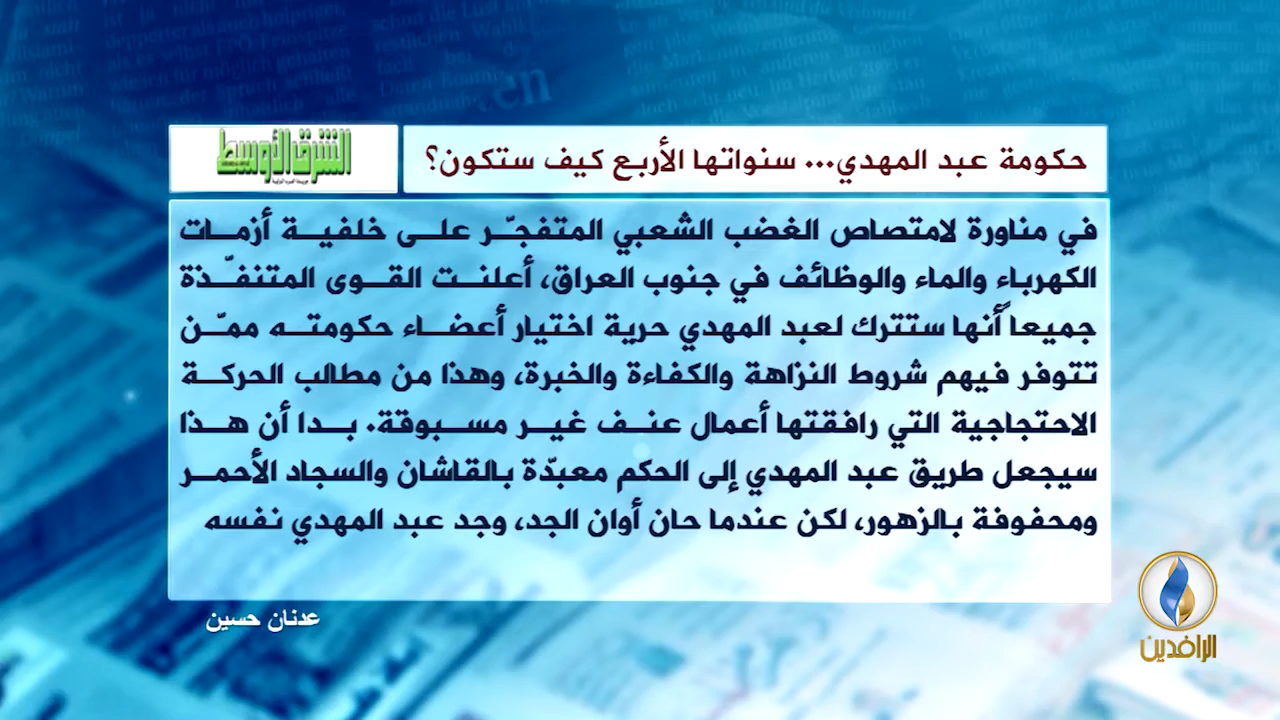 حكومة عبد المهدي... سنواتها الأربع كيف ستكون؟
الشرق الأوسط
في مناورة لامتصاص الغضب الشعبي المتفجّر على خلفية أزمات
الكهرباء والماء والوظائف في جنوب العراق، أعلنت القوى المتنفّذة
جميعاً أنها ستترك لعبد المهدي حرية اختيار أعضاء حكومته ممّن
تتوفر فيهم شروط النزاهة والكفاءة والخبرة، وهذا من مطالب الحركة
الاحتجاجية التي رافقتها أعمال عنف غير مسبوقة. بدا أن هذا
سيجعل طريق عبد المهدي إلى الحكم معبدّة بالقاشان والسجاد الأحمر
ومحفوفة بالزهور، لكن عندما حان أوان الجد، وجد عبد المهدي نفسه
عدنان حسين
الرافدين